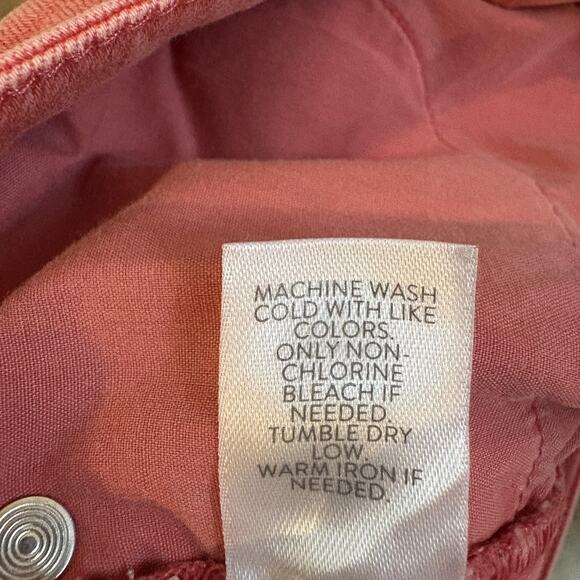 MACHINE WASH
COLD WITH LIKE
COLORS.
ONLY NON-
CHLORINE
BLEACH IF
NEEDED.
TUMBLE DRY
LOW.
WARM IRON IF
NEEDED.